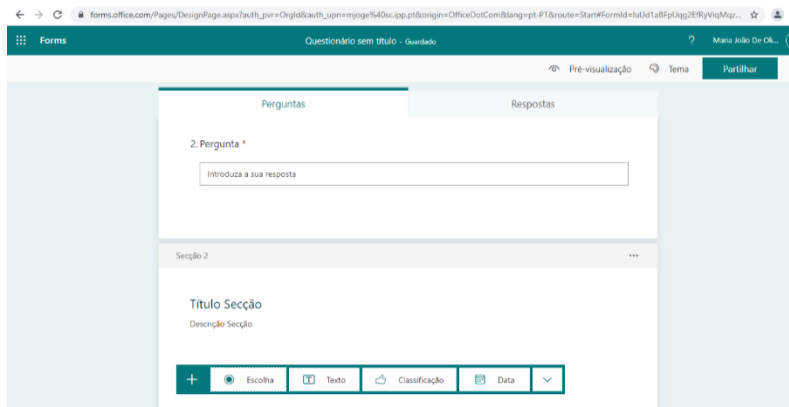 forms.office.com/Pages/DesignPage.aspx?auth_pvr=OrgId&auth_upn=mjoge%40sc.ipp.pt&origin=OfficeDotCom&lang=pt-PT&route=Start#FormId=
Forms
Questionário sem título - Guardado
?
Maria João De Oli...
Pré-visualização
Tema
Partilhar
Perguntas
Respostas
2. Pergunta *
Introduza a sua resposta
Secção 2
...
Título Secção
Descrição Secção
Escolha
Texto
Classificação
Data